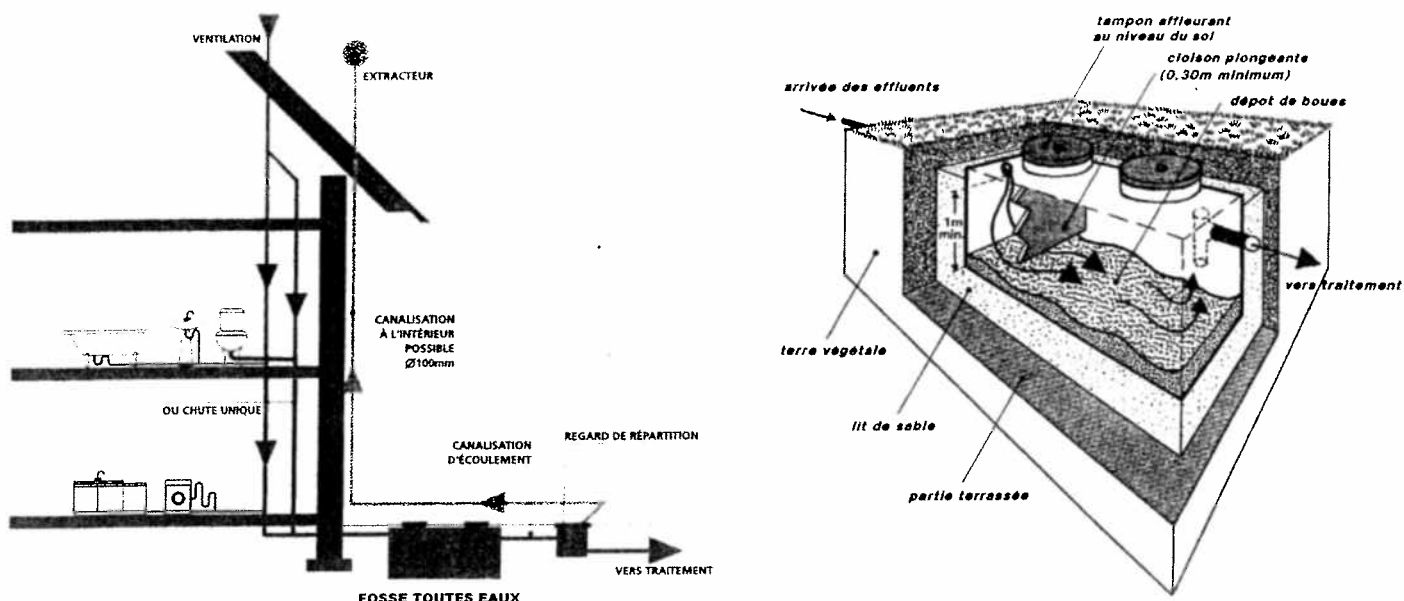 VENTILATION
EXTRACTEUR
CANALISATION
À L'INTÉRIEUR
POSSIBLE
Ø100mm
OU CHUTE UNIQUE
CANALISATION
D'ÉCOULEMENT
REGARD DE RÉPARTITION
VERS TRAITEMENT
FOSSE TOUTES EAUX
tampon affleurant
au niveau du sol
cloison plongeante
(0,30m minimum)
arrivée des effluents
dépot de boues
1m
min.
vers traitement
terre végétale
lit de sable
partie terrassée